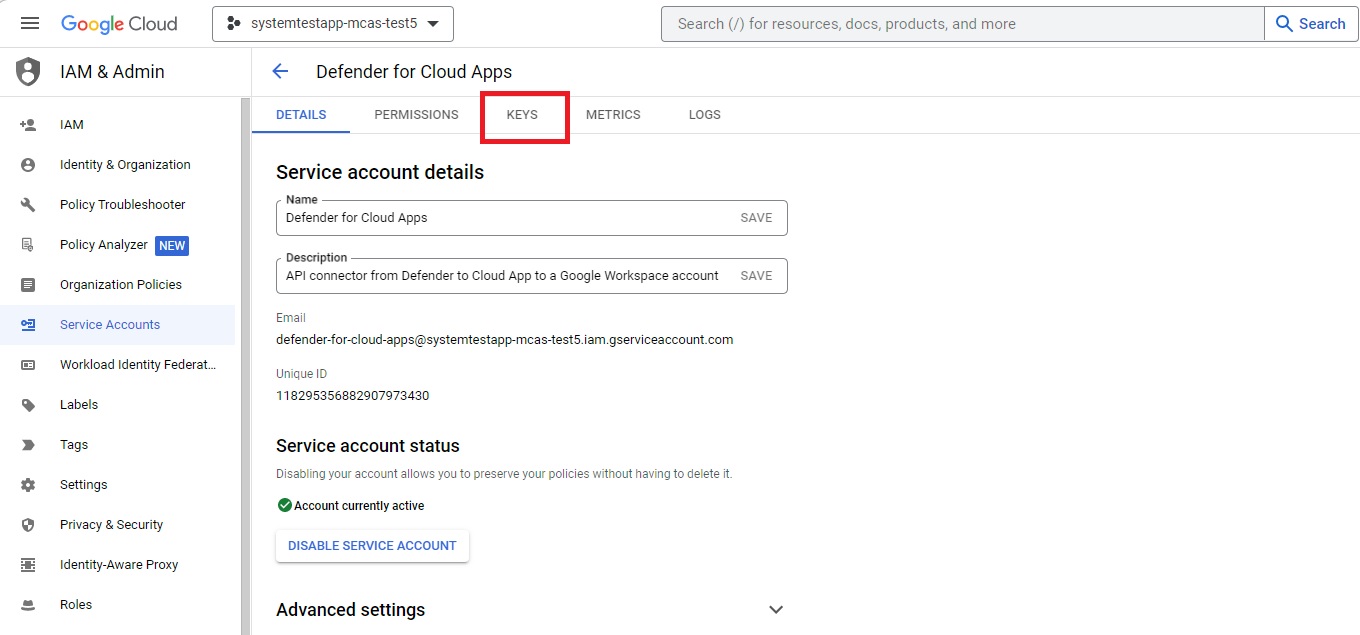 Google Cloud
systemtestapp-mcas-test5
Search (/) for resources, docs, products, and more
Search
IAM & Admin
Defender for Cloud Apps
DETAILS
PERMISSIONS
KEYS
METRICS
LOGS
IAM
Identity & Organization
Policy Troubleshooter
Policy Analyzer NEW
Organization Policies
Service Accounts
Workload Identity Federat...
Labels
Tags
Settings
Privacy & Security
Identity-Aware Proxy
Roles
Service account details
Name
Defender for Cloud Apps SAVE
Description
API connector from Defender to Cloud App to a Google Workspace account SAVE
Email
defender-for-cloud-apps@systemtestapp-mcas-test5.iam.gserviceaccount.com
Unique ID
118295356882907973430
Service account status
Disabling your account allows you to preserve your policies without having to delete it.
Account currently active
DISABLE SERVICE ACCOUNT
Advanced settings